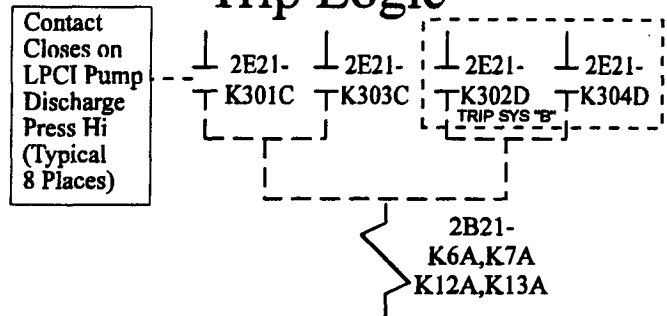 Trip Logic
Contact
Closes on
LPCI Pump
Discharge
Press Hi
(Typical
8 Places)
2E21-
K301C
2E21-
K303C
2E21-
K302D
2E21-
K304D
TRIP SYS "B"
2B21-
K6A,K7A
K12A,K13A